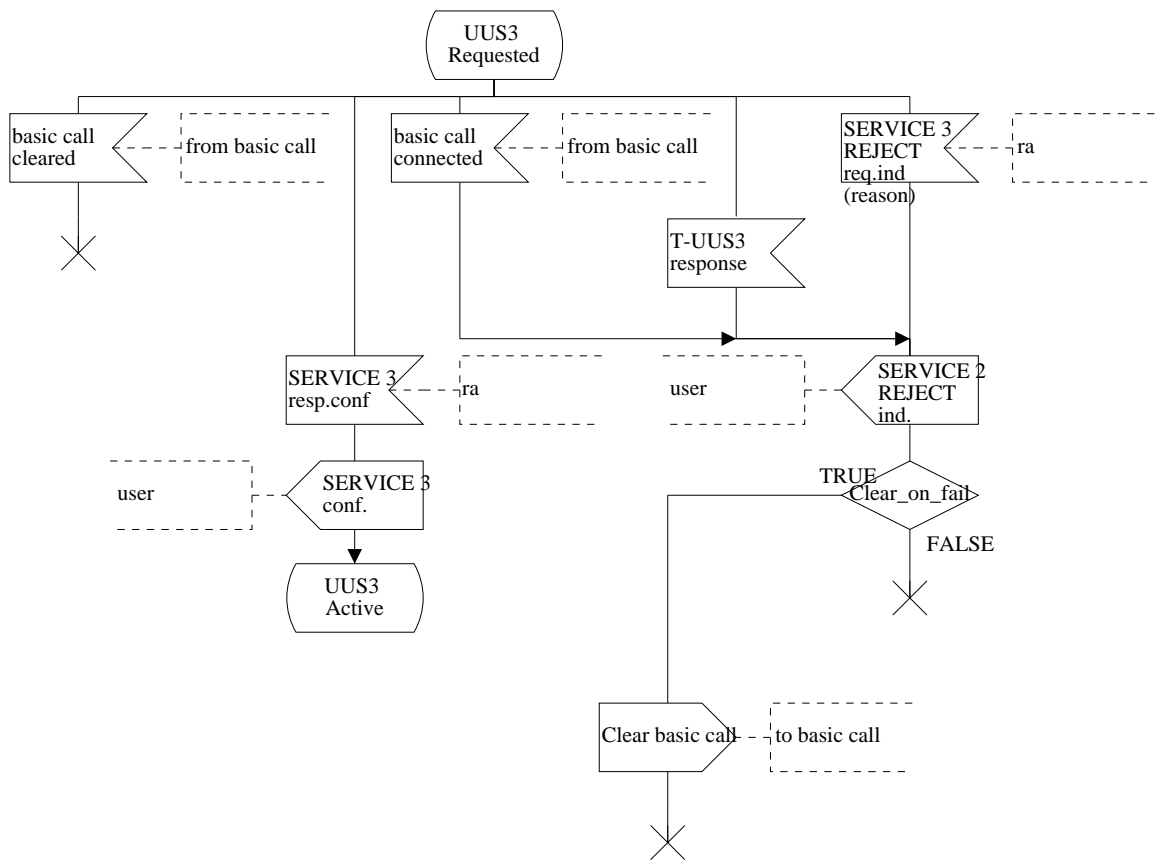 UUS3
Requested
basic call
cleared
from basic call
basic call
connected
from basic call
SERVICE 3
REJECT
req.ind
(reason)
ra
T-UUS3
response
SERVICE 3
resp.conf
ra
user
SERVICE 2
REJECT
ind.
user
SERVICE 3
conf.
TRUE
Clear_on_fail
FALSE
UUS3
Active
Clear basic call
to basic call